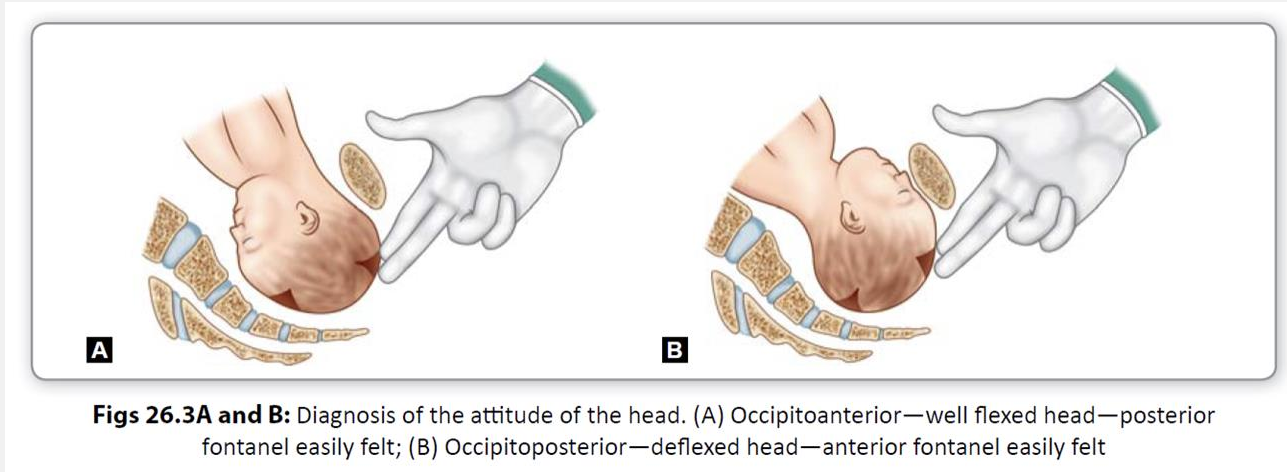 A
B
Figs 26.3A and B: Diagnosis of the attitude of the head. (A) Occipitoanterior—well flexed head—posterior
fontanel easily felt; (B) Occipitoposterior—deflexed head—anterior fontanel easily felt